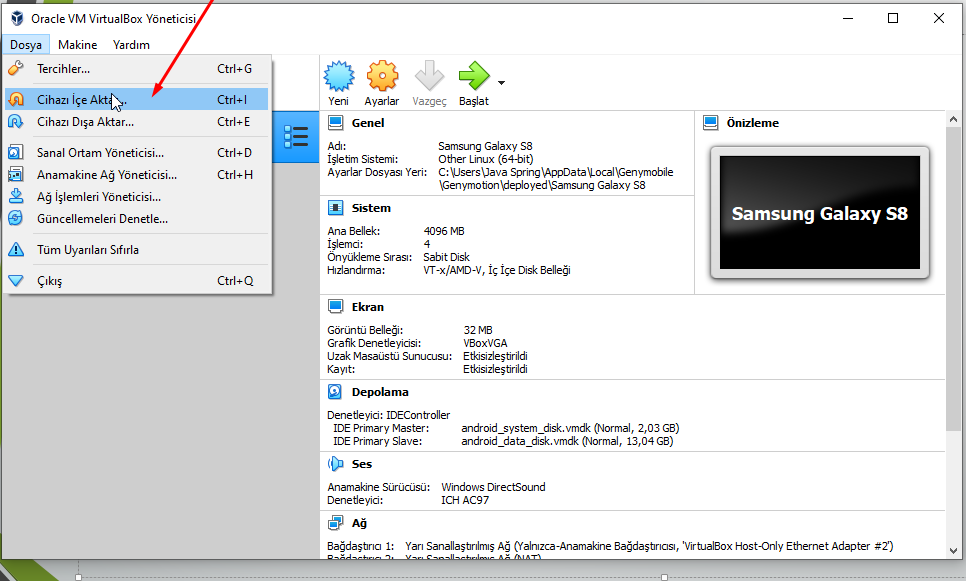 Oracle VM VirtualBox Yöneticisi
Dosya Makine Yardım
Tercihler... Ctrl+G
Cihazı İçe Aktar... Ctrl+I
Cihazı Dışa Aktar... Ctrl+E
Sanal Ortam Yöneticisi... Ctrl+D
Anamakine Ağ Yöneticisi... Ctrl+H
Ağ İşlemleri Yöneticisi...
Güncellemeleri Denetle...
Tüm Uyarıları Sıfırla
Çıkış Ctrl+Q
Yeni Ayarlar Vazgeç Başlat
Genel
Adı: Samsung Galaxy S8
İşletim Sistemi: Other Linux (64-bit)
Ayarlar Dosyası Yeri: C:\Users\Java Spring\AppData\Local\Genymobile
\Genymotion\deployed\Samsung Galaxy S8
Önizleme
Samsung Galaxy S8
Sistem
Ana Bellek: 4096 MB
İşlemci: 4
Önyükleme Sırası: Sabit Disk
Hızlandırma: VT-x/AMD-V, İç İçe Disk Belleği
Ekran
Görüntü Belleği: 32 MB
Grafik Denetleyicisi: VBoxVGA
Uzak Masaüstü Sunucusu: Etkisizleştirildi
Kayıt: Etkisizleştirildi
Depolama
Denetleyici: IDEController
IDE Primary Master: android_system_disk.vmdk (Normal, 2,03 GB)
IDE Primary Slave: android_data_disk.vmdk (Normal, 13,04 GB)
Ses
Anamakine Sürücüsü: Windows DirectSound
Denetleyici: ICH AC97
Ağ
Bağdaştırıcı 1: Yarı Sanallaştırılmış Ağ (Yalnızca-Anamakine Bağdaştırıcısı, 'VirtualBox Host-Only Ethernet Adapter #2')
Bağdaştırıcı 2: Yarı Sanallaştırılmış Ağ (NAT)